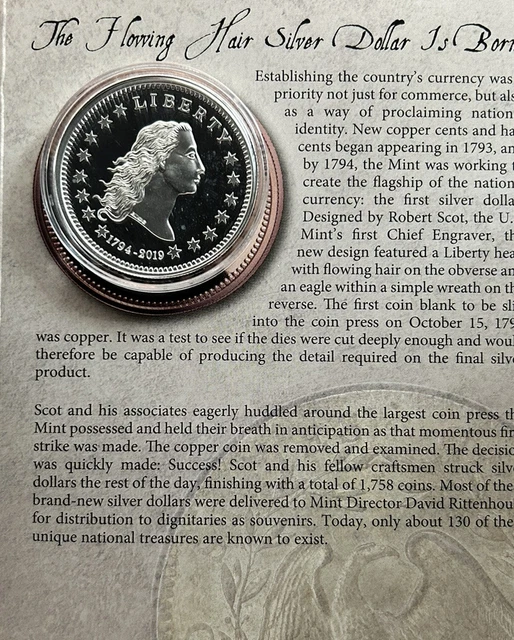 The Flowing Hair Silver Dollar Is Born
LIBERTY
1794-2019
Establishing the country's currency was
priority not just for commerce, but als
as a way of proclaiming nation
identity. New copper cents and ha
cents began appearing in 1793, an
by 1794, the Mint was working t
create the flagship of the nation
currency: the first silver dolla
Designed by Robert Scot, the U.
Mint's first Chief Engraver, th
new design featured a Liberty hea
with flowing hair on the obverse an
an eagle within a simple wreath on th
reverse. The first coin blank to be sli
into the coin press on October 15, 179
was copper. It was a test to see if the dies were cut deeply enough and woul
therefore be capable of producing the detail required on the final silve
product.
Scot and his associates eagerly huddled around the largest coin press th
Mint possessed and held their breath in anticipation as that momentous fir
strike was made. The copper coin was removed and examined. The decisio
was quickly made: Success! Scot and his fellow craftsmen struck silve
dollars the rest of the day, finishing with a total of 1,758 coins. Most of the
brand-new silver dollars were delivered to Mint Director David Rittenhou
for distribution to dignitaries as souvenirs. Today, only about 130 of the
unique national treasures are known to exist.